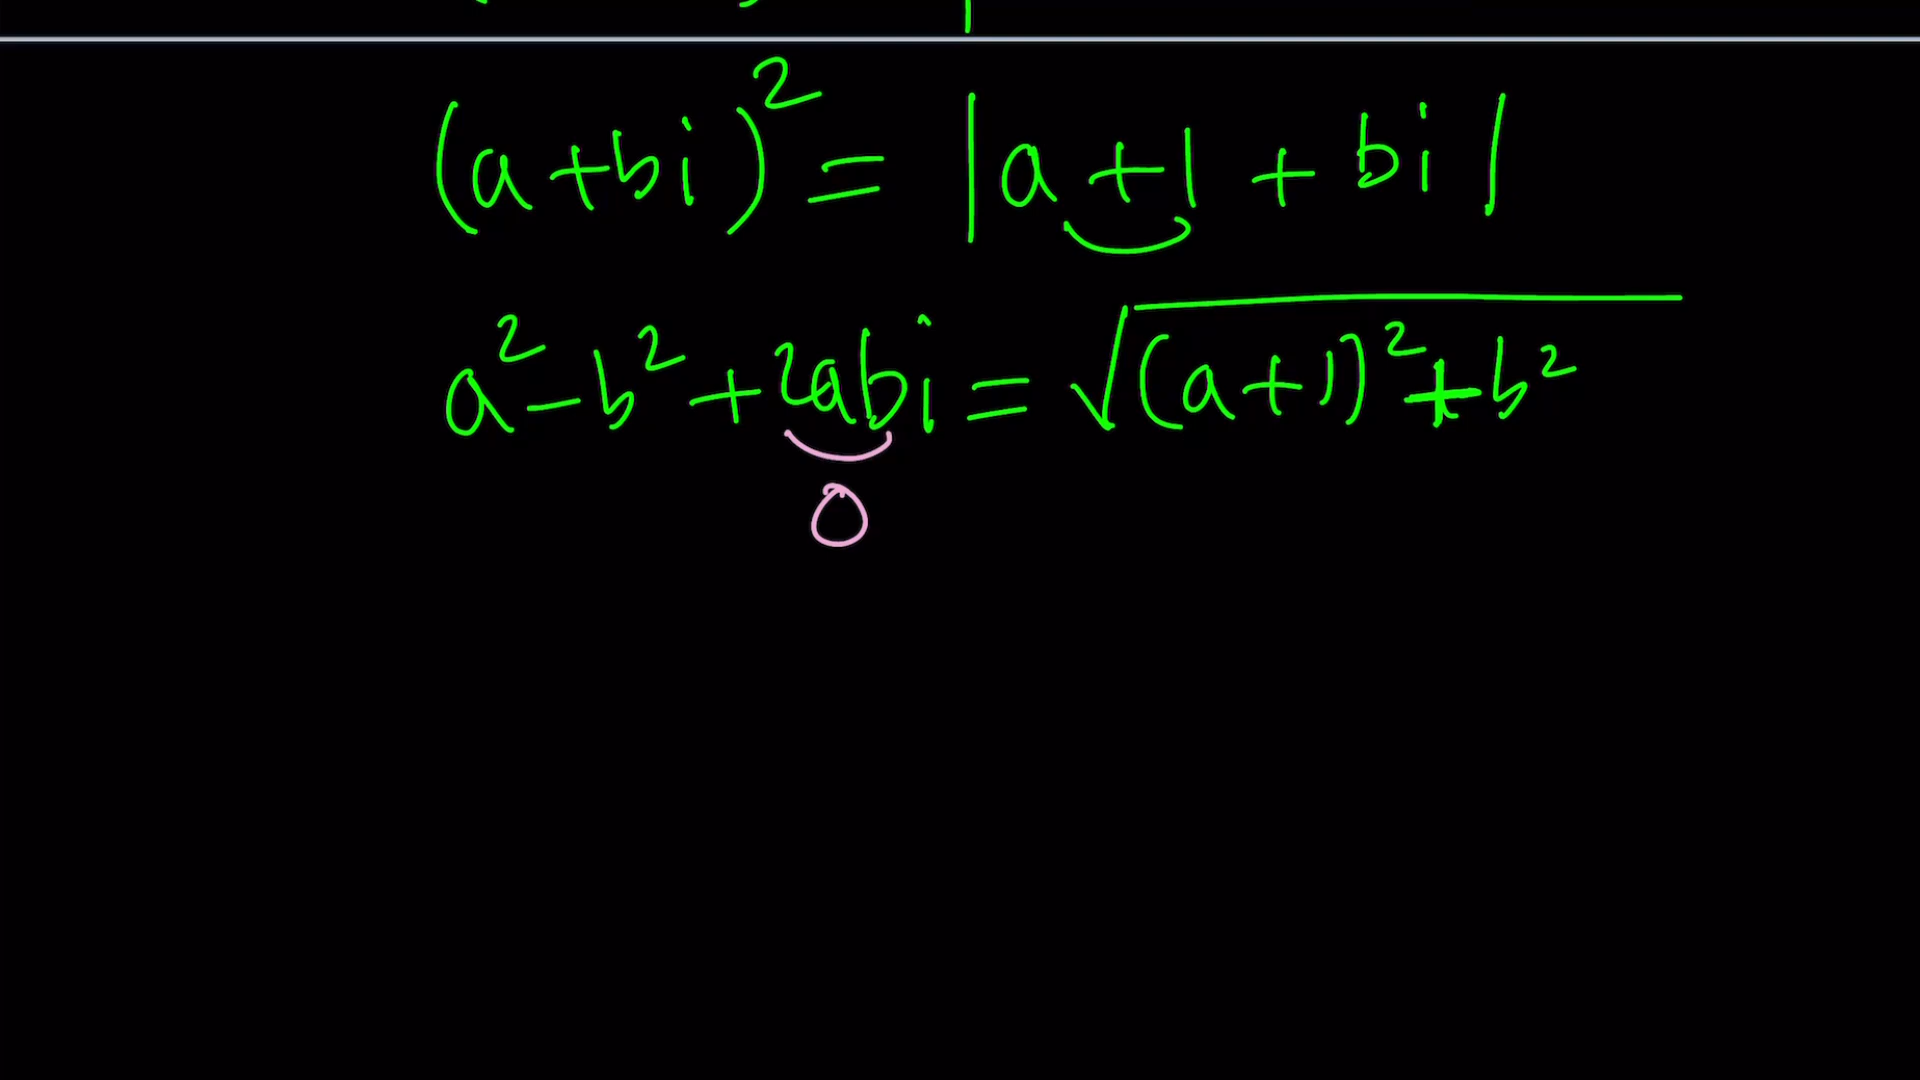 (a+bi)² = |a+1 + bi|
a²-b²+2abi = √(a+1)²+b²
0